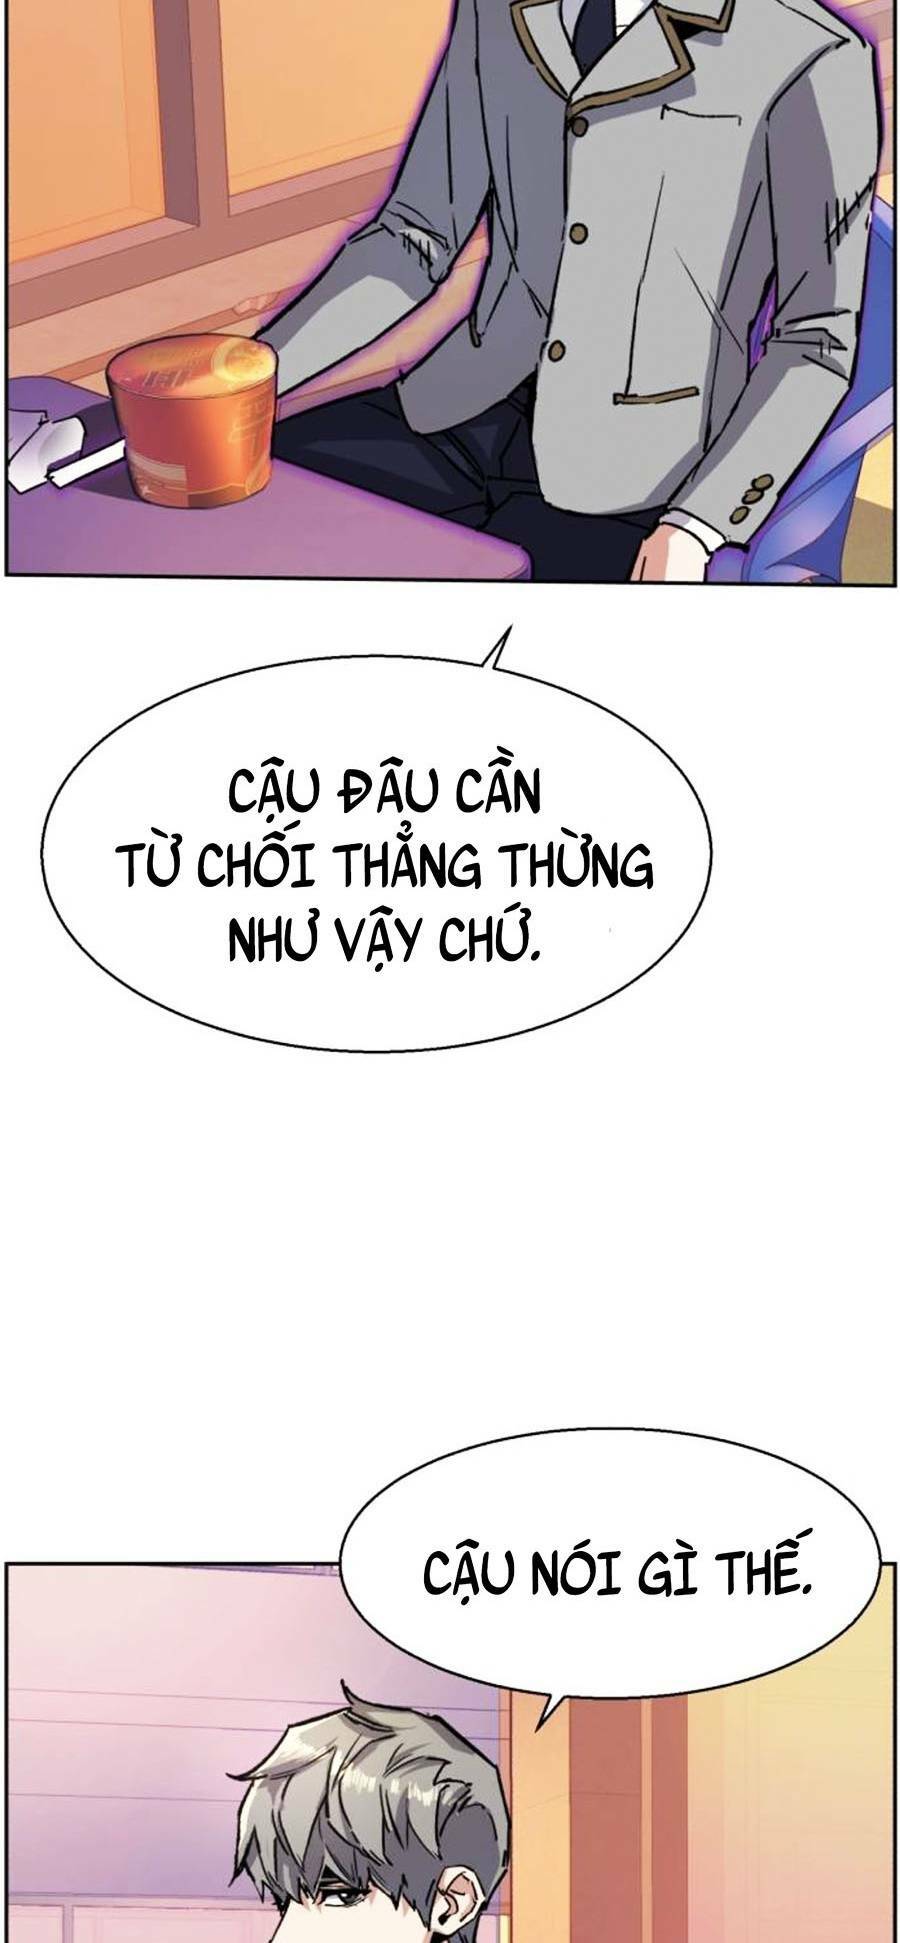 CẬU ĐÂU CẦN
TỪ CHỐI THẲNG THỪNG
NHƯ VẬY CHỨ.
CẬU NÓI GÌ THẾ.